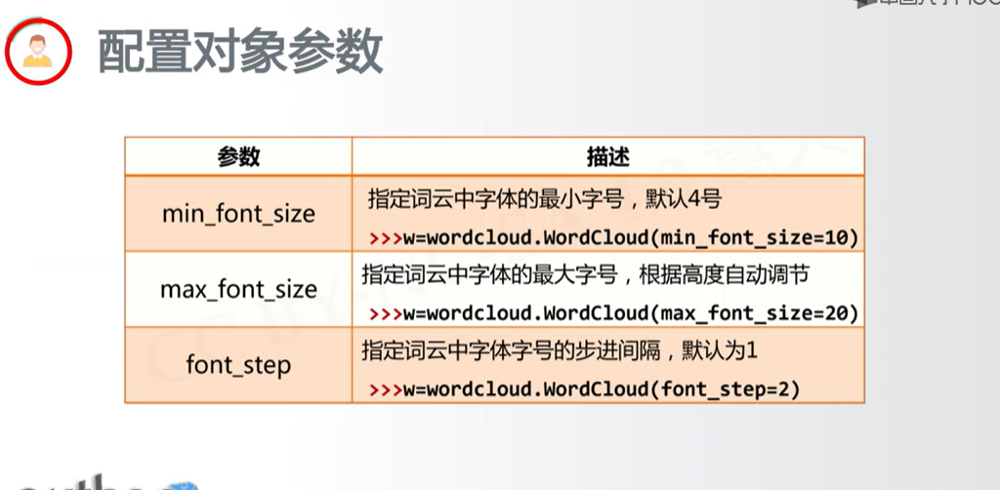 配置对象参数
参数 描述
min_font_size
指定词云中字体的最小字号，默认4号
>>>w=wordcloud.WordCloud(min_font_size=10)
max_font_size
指定词云中字体的最大字号，根据高度自动调节
>>>w=wordcloud.WordCloud(max_font_size=20)
font_step
指定词云中字体字号的步进间隔，默认为1
>>>w=wordcloud.WordCloud(font_step=2)